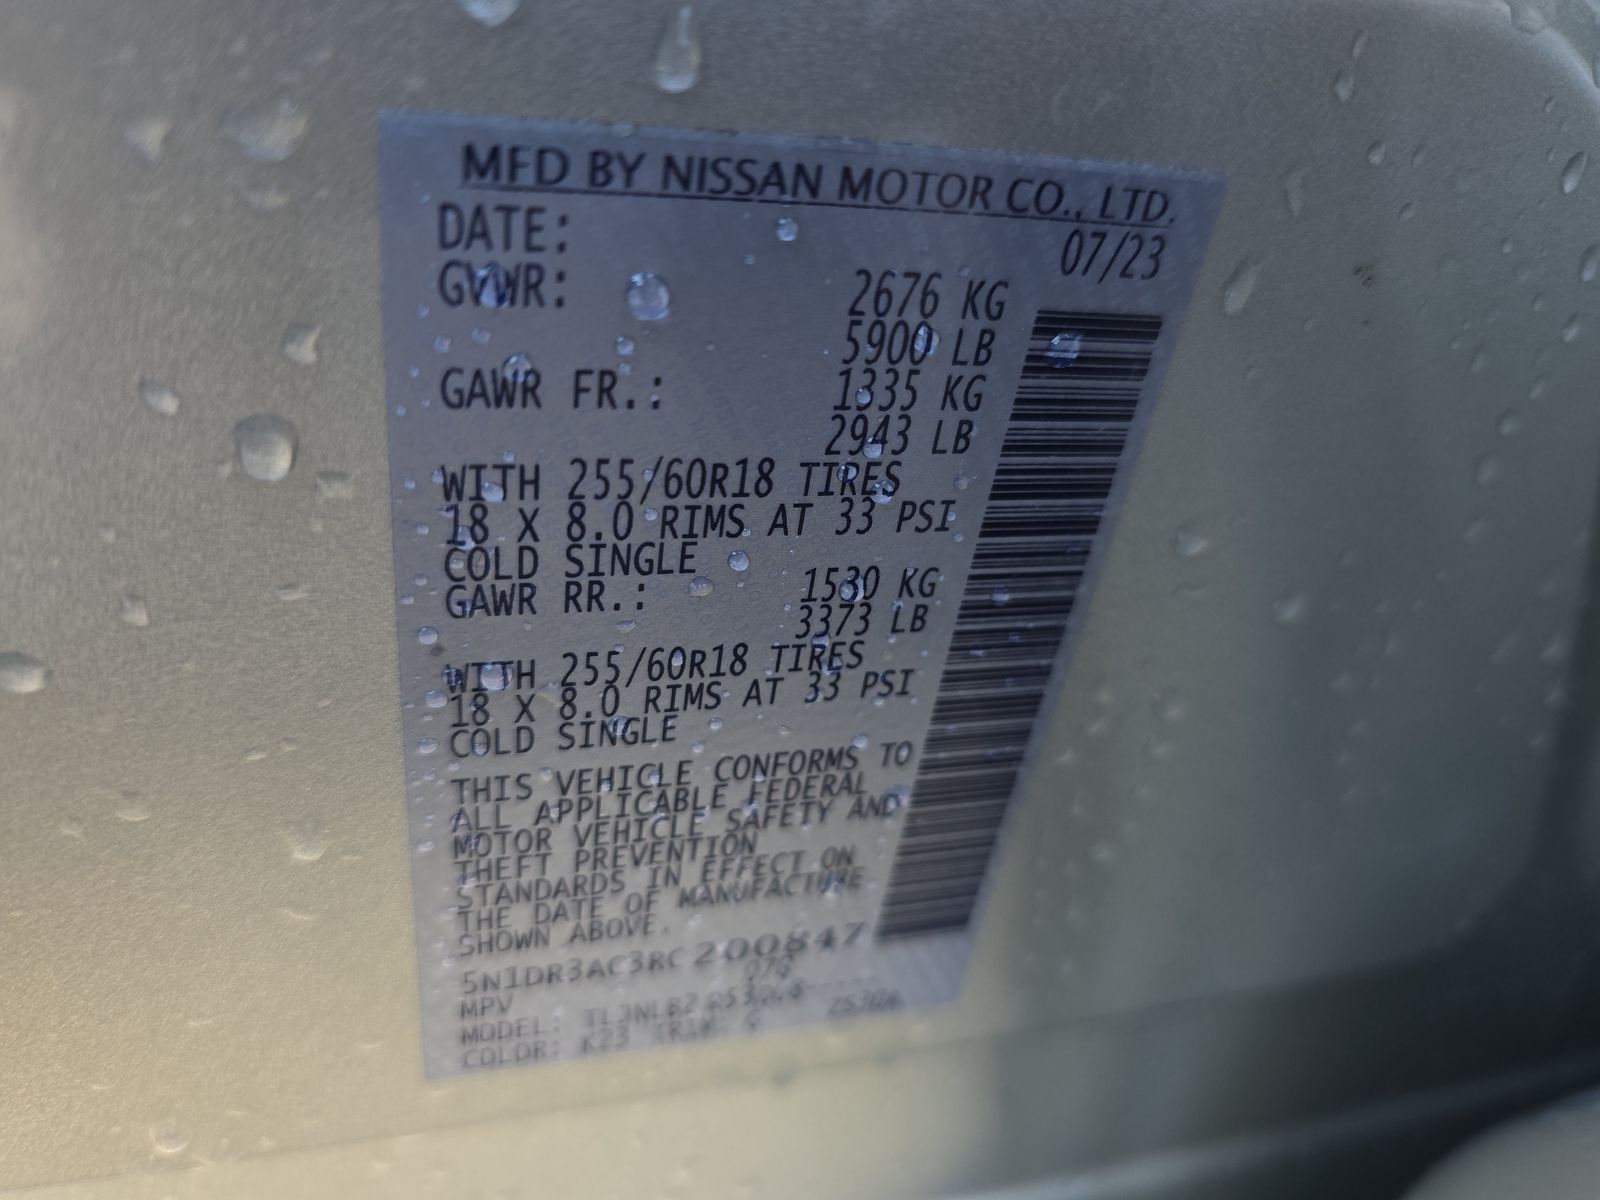 MFD BY NISSAN MOTOR CO., LTD.
DATE: 07/23
GVWR: 2676 KG
5900 LB
GAWR FR.: 1335 KG
2943 LB
WITH 255/60R18 TIRES
18 X 8.0 RIMS AT 33 PSI
COLD SINGLE
GAWR RR.: 1530 KG
3373 LB
WITH 255/60R18 TIRES
18 X 8.0 RIMS AT 33 PSI
COLD SINGLE
THIS VEHICLE CONFORMS TO
ALL APPLICABLE FEDERAL
MOTOR VEHICLE SAFETY AND
THEFT PREVENTION
STANDARDS IN EFFECT ON
THE DATE OF MANUFACTURE
SHOWN ABOVE.
5N1DR3AC3RC200847
MPV
MODEL:
COLOR: K23 TRIM: G